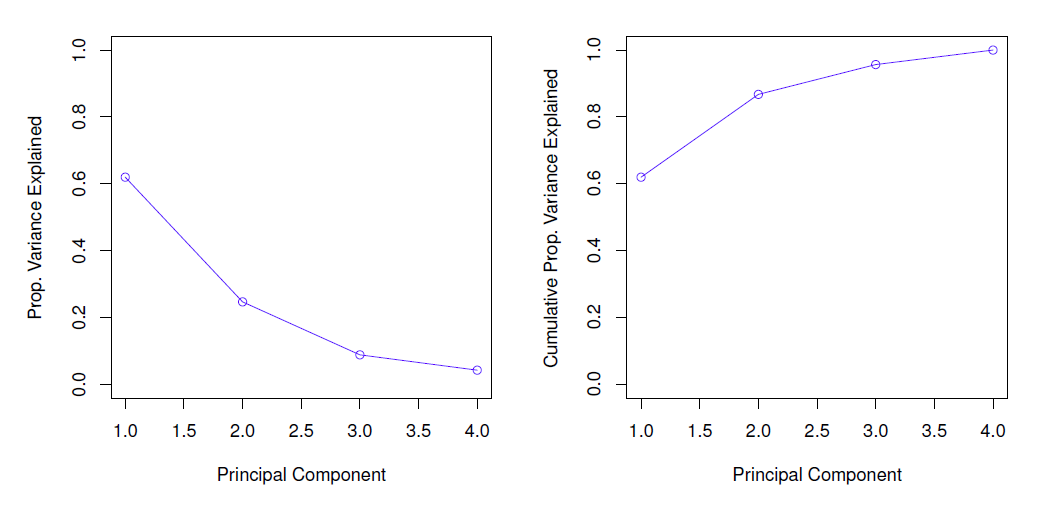 Prop. Variance Explained
1.0
0.8
0.6
0.4
0.2
0.0
1.0 1.5 2.0 2.5 3.0 3.5 4.0
Principal Component
Cumulative Prop. Variance Explained
1.0
0.8
0.6
0.4
0.2
0.0
1.0 1.5 2.0 2.5 3.0 3.5 4.0
Principal Component